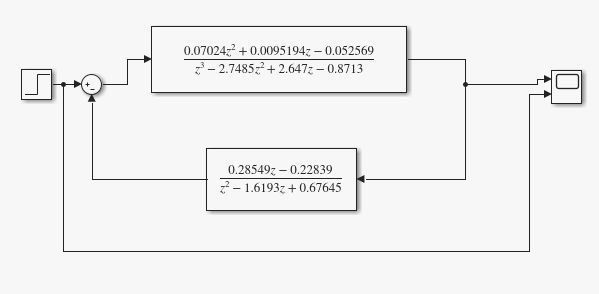 +
−
0.07024z² + 0.0095194z − 0.052569
z³ − 2.7485z² + 2.647z − 0.8713
0.28549z − 0.22839
z² − 1.6193z + 0.67645